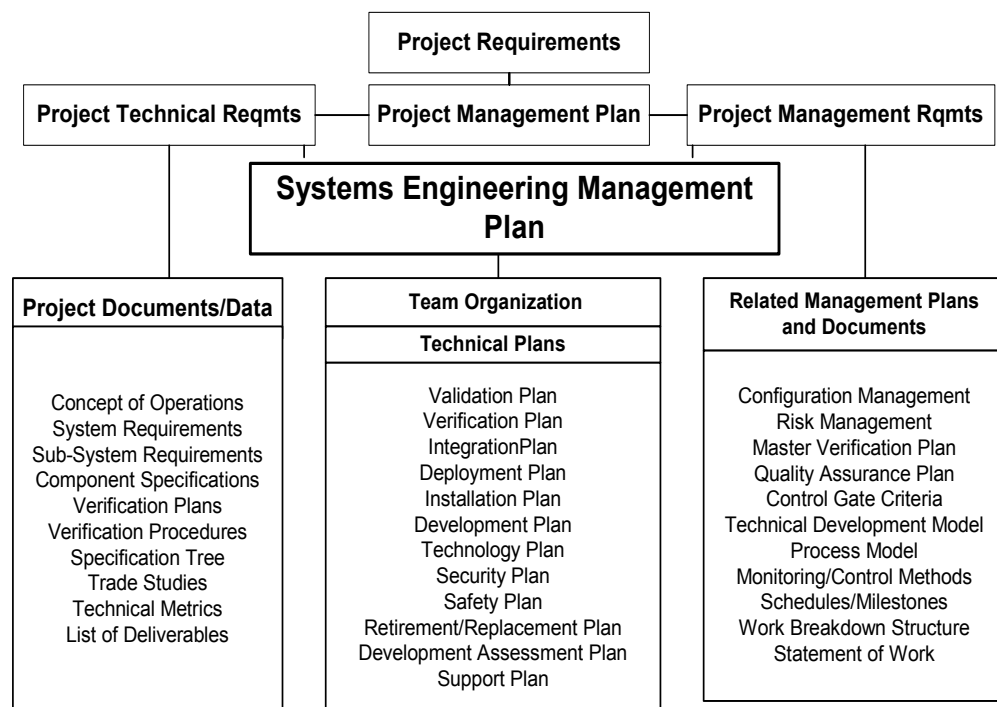 Project Requirements
Project Technical Reqmts
Project Management Plan
Project Management Rqmts
Systems Engineering Management
Plan
Project Documents/Data
Concept of Operations
System Requirements
Sub-System Requirements
Component Specifications
Verification Plans
Verification Procedures
Specification Tree
Trade Studies
Technical Metrics
List of Deliverables
Team Organization
Technical Plans
Validation Plan
Verification Plan
IntegrationPlan
Deployment Plan
Installation Plan
Development Plan
Technology Plan
Security Plan
Safety Plan
Retirement/Replacement Plan
Development Assessment Plan
Support Plan
Related Management Plans
and Documents
Configuration Management
Risk Management
Master Verification Plan
Quality Assurance Plan
Control Gate Criteria
Technical Development Model
Process Model
Monitoring/Control Methods
Schedules/Milestones
Work Breakdown Structure
Statement of Work